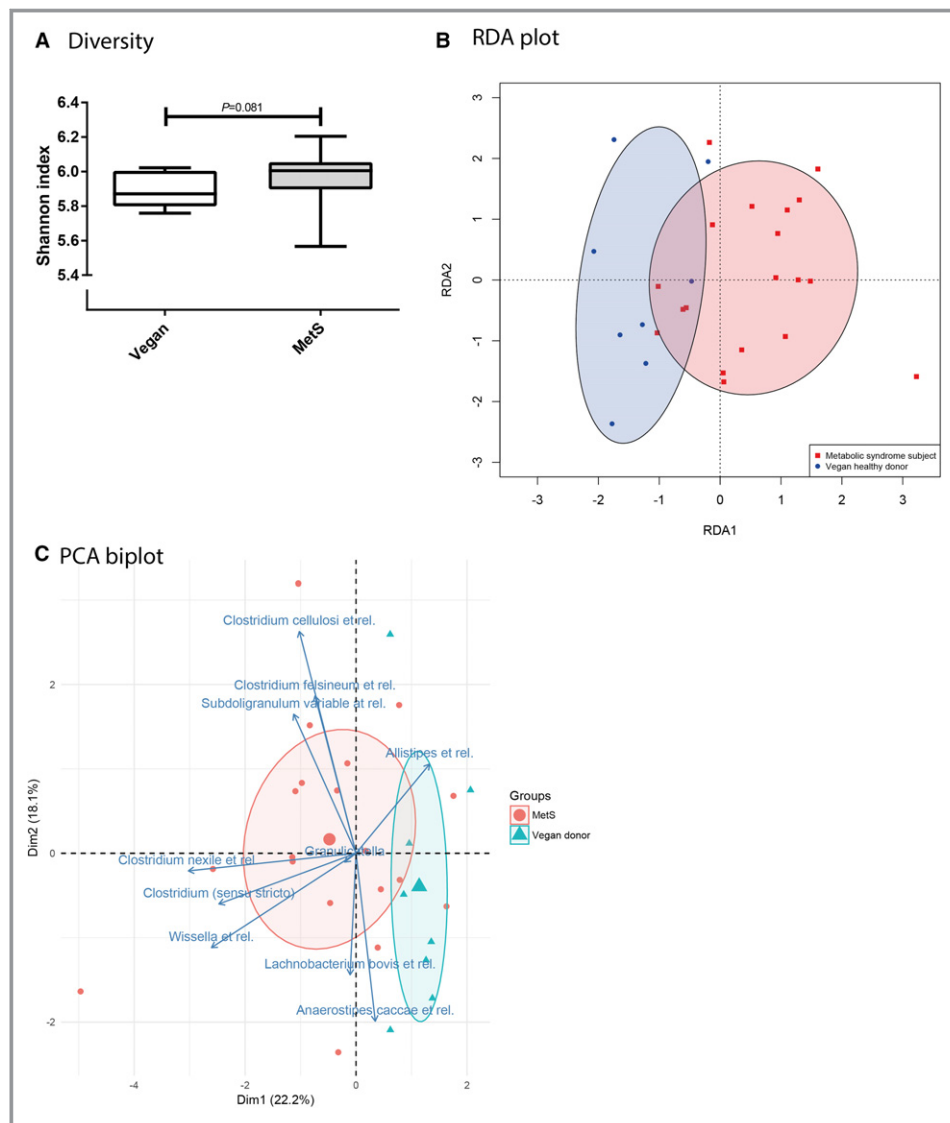 A Diversity
P=0.081
6.4
6.2
6.0
5.8
5.6
5.4
Shannon index
Vegan
MetS
B RDA plot
3
2
1
0
-1
-2
-3
RDA2
-3 -2 -1 0 1 2 3
RDA1
Metabolic syndrome subject
Vegan healthy donor
C PCA biplot
Clostridium cellulosi et rel.
Clostridium felsineum et rel.
Subdoligranulum variable at rel.
Allistipes et rel.
Clostridium nexile et rel.
Clostridium (sensu stricto)
Wissella et rel.
Lachnobacterium bovis et rel.
Anaerostipes caccae et rel.
2
0
-2
Dim2 (18.1%)
-4 -2 0 2
Dim1 (22.2%)
Groups
MetS
Vegan donor